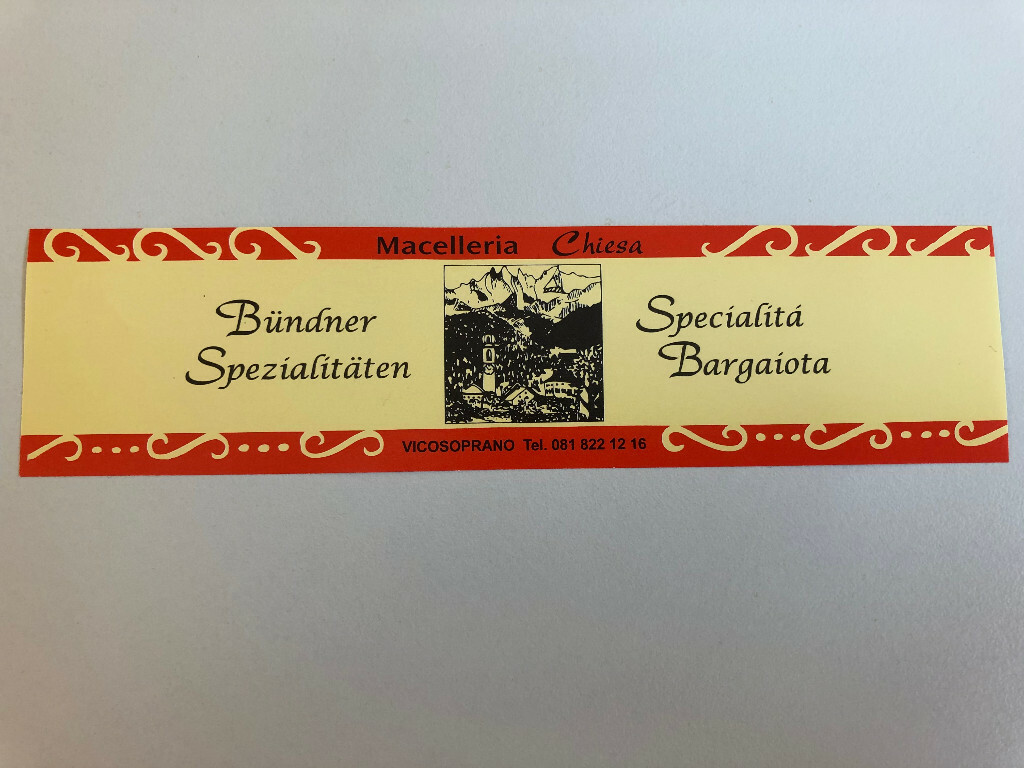 Macelleria Chiesa
Bündner
Spezialitäten
Specialitá
Bargaiota
VICOSOPRANO Tel. 081 822 12 16